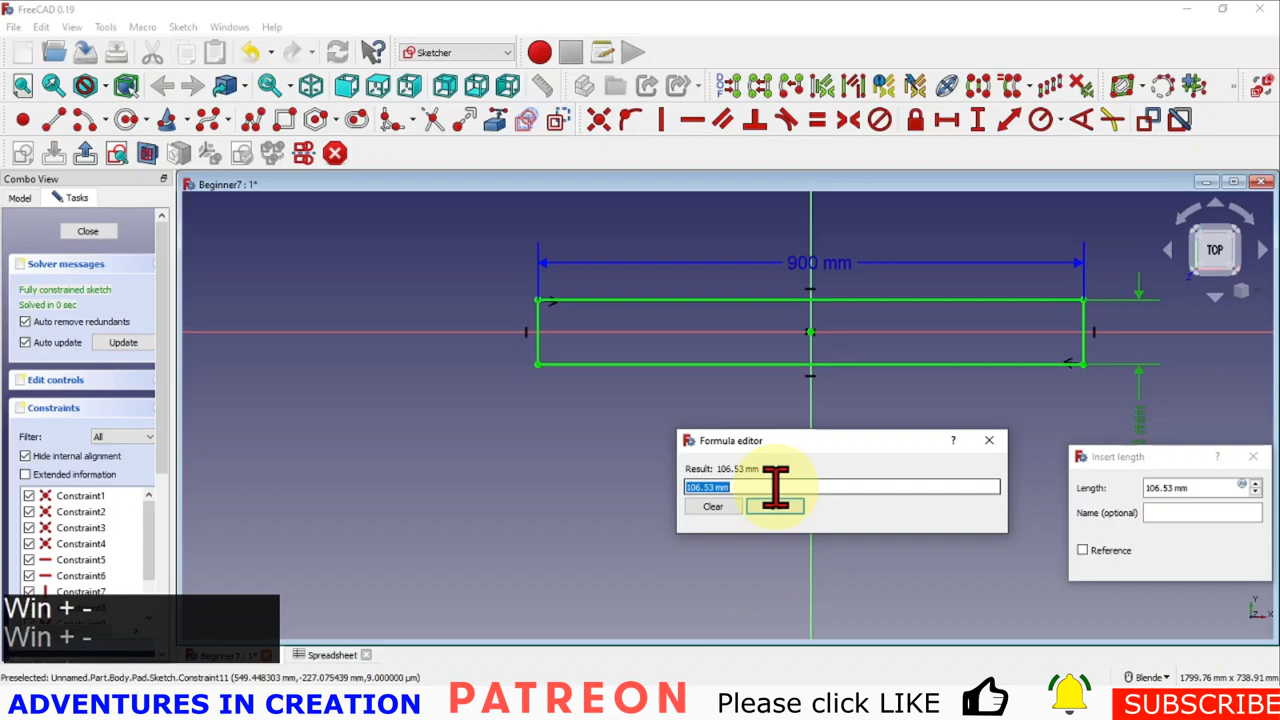 FreeCAD 0.19
File Edit View Tools Macro Sketch Windows Help
Sketcher
Combo View
Beginner7 : 1*
Model Tasks
Close
Solver messages
Fully constrained sketch
Solved in 0 sec
Auto remove redundants
Auto update Update
Edit controls
Constraints
Filter: All
Hide internal alignment
Extended information
Constraint1
Constraint2
Constraint3
Constraint4
Constraint5
Constraint6
Constraint7
900 mm
TOP
Formula editor ?
Result: 106.53 mm
106.53 mm
Clear
Insert length ?
Length: 106.53 mm
Name (optional)
Reference
Y
Z X
Win + -
Win + -
Beginner7 : 1* Spreadsheet
Preselected: Unnamed.Part.Body.Pad.Sketch.Constraint11 (549.448303 mm,-227.075439 mm,9.000000 µm)
Blende 1799.76 mm x 738.91 mm
ADVENTURES IN CREATION PATREON Please click LIKE SUBSCRIBE